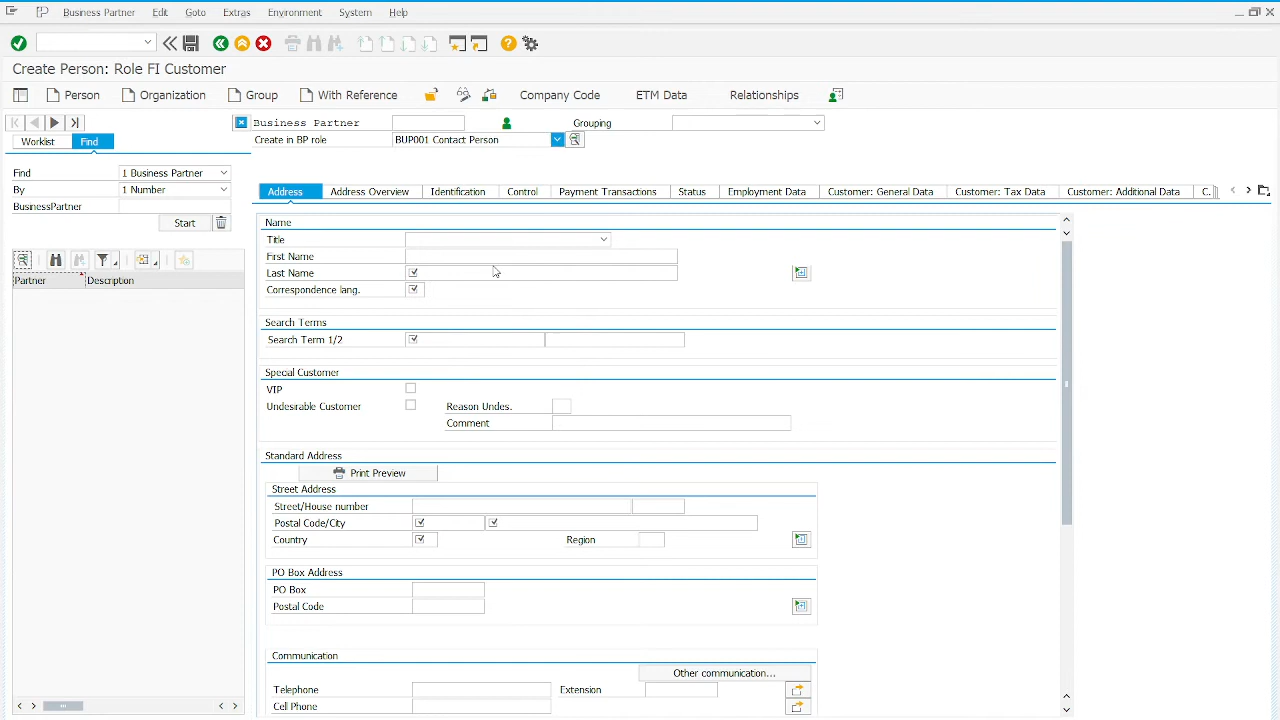 Business Partner Edit Goto Extras Environment System Help
Create Person: Role FI Customer
Person Organization Group With Reference Company Code ETM Data Relationships
Business Partner Grouping
Worklist Find
Create in BP role BUP001 Contact Person
Find 1 Business Partner
By 1 Number
BusinessPartner
Start
Partner Description
Address Address Overview Identification Control Payment Transactions Status Employment Data Customer: General Data Customer: Tax Data Customer: Additional Data C.
Name
Title
First Name
Last Name
Correspondence lang.
Search Terms
Search Term 1/2
Special Customer
VIP
Undesirable Customer Reason Undes.
Comment
Standard Address
Print Preview
Street Address
Street/House number
Postal Code/City
Country Region
PO Box Address
PO Box
Postal Code
Communication
Other communication...
Telephone Extension
Cell Phone